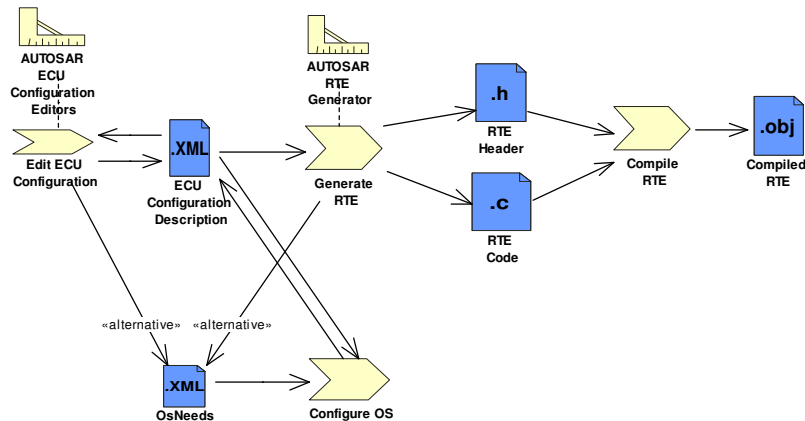 AUTOSAR
ECU
Configuration
Editors
AUTOSAR
RTE
Generator
.h
RTE
Header
.XML
.obj
Edit ECU
Configuration
ECU
Configuration
Description
Generate
RTE
Compile
RTE
Compiled
RTE
.c
RTE
Code
«alternative»
«alternative»
.XML
OsNeeds
Configure OS